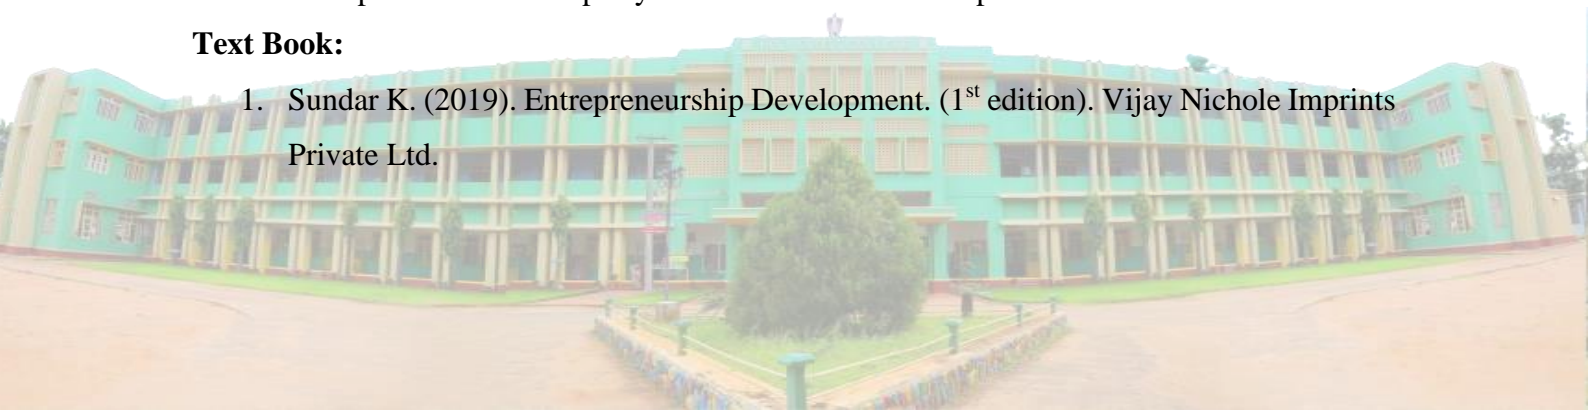 Text Book:
1. Sundar K. (2019). Entrepreneurship Development. (1st edition). Vijay Nichole Imprints
Private Ltd.